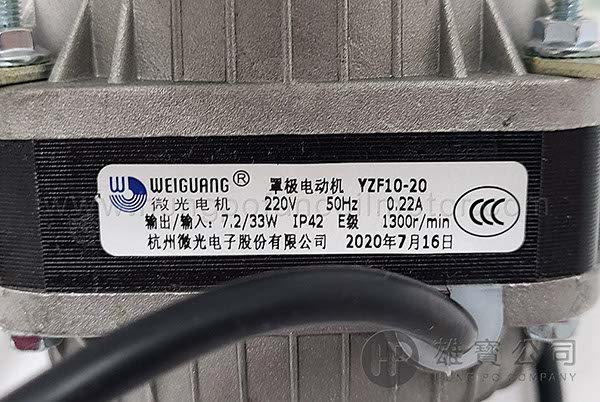 WEIGUANG® 罩极电动机 YZF10-20
微光电机 220V 50Hz 0.22A
输出/输入: 7.2/33W IP42 E级 1300r/min
杭州微光电子股份有限公司 2020年7月16日
CCC
雄寶公司